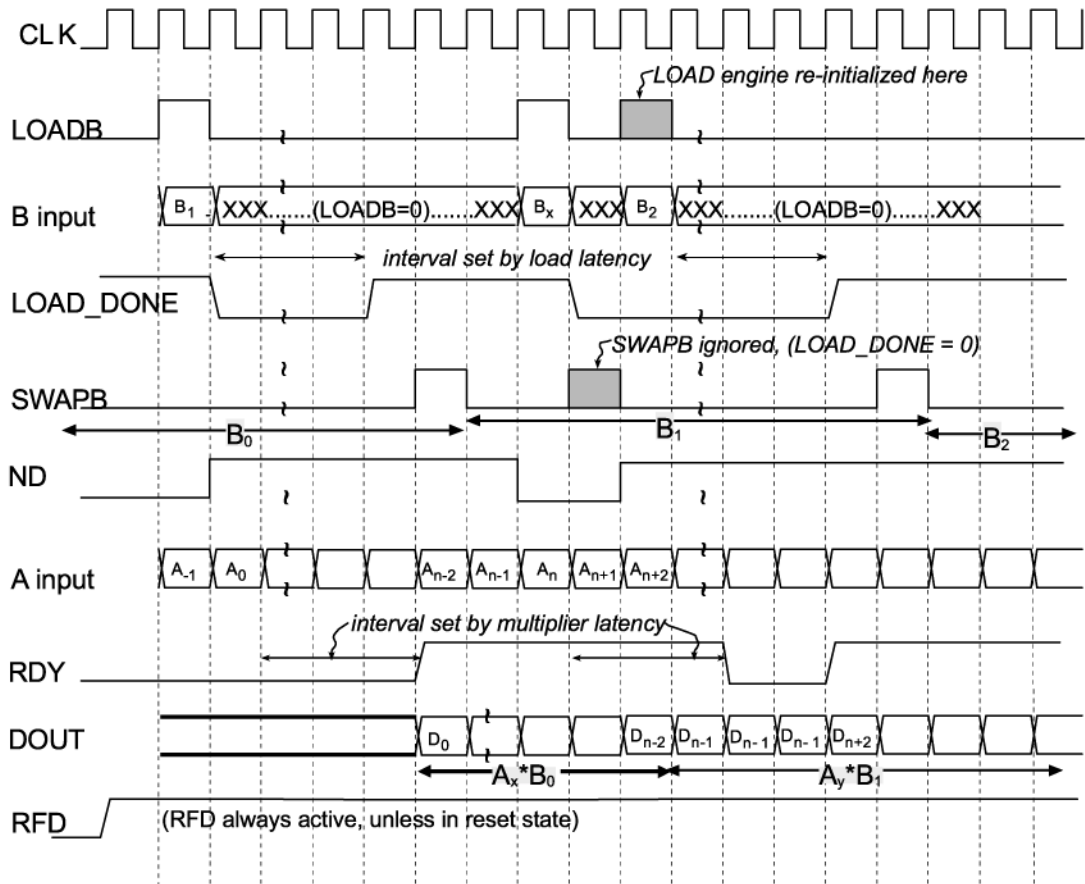 CLK
LOAD engine re-initialized here
LOADB
B input B1 XXX........(LOADB=0).......XXX Bx XXX B2 XXX........(LOADB=0).......XXX
interval set by load latency
LOAD_DONE
SWAPB ignored, (LOAD_DONE = 0)
SWAPB
B0 B1 B2
ND
A input A-1 A0 An-2 An-1 An An+1 An+2
interval set by multiplier latency
RDY
DOUT D0 Dn-2 Dn-1 Dn-1 Dn-1 Dn+2
Ax*B0 Ay*B1
RFD (RFD always active, unless in reset state)